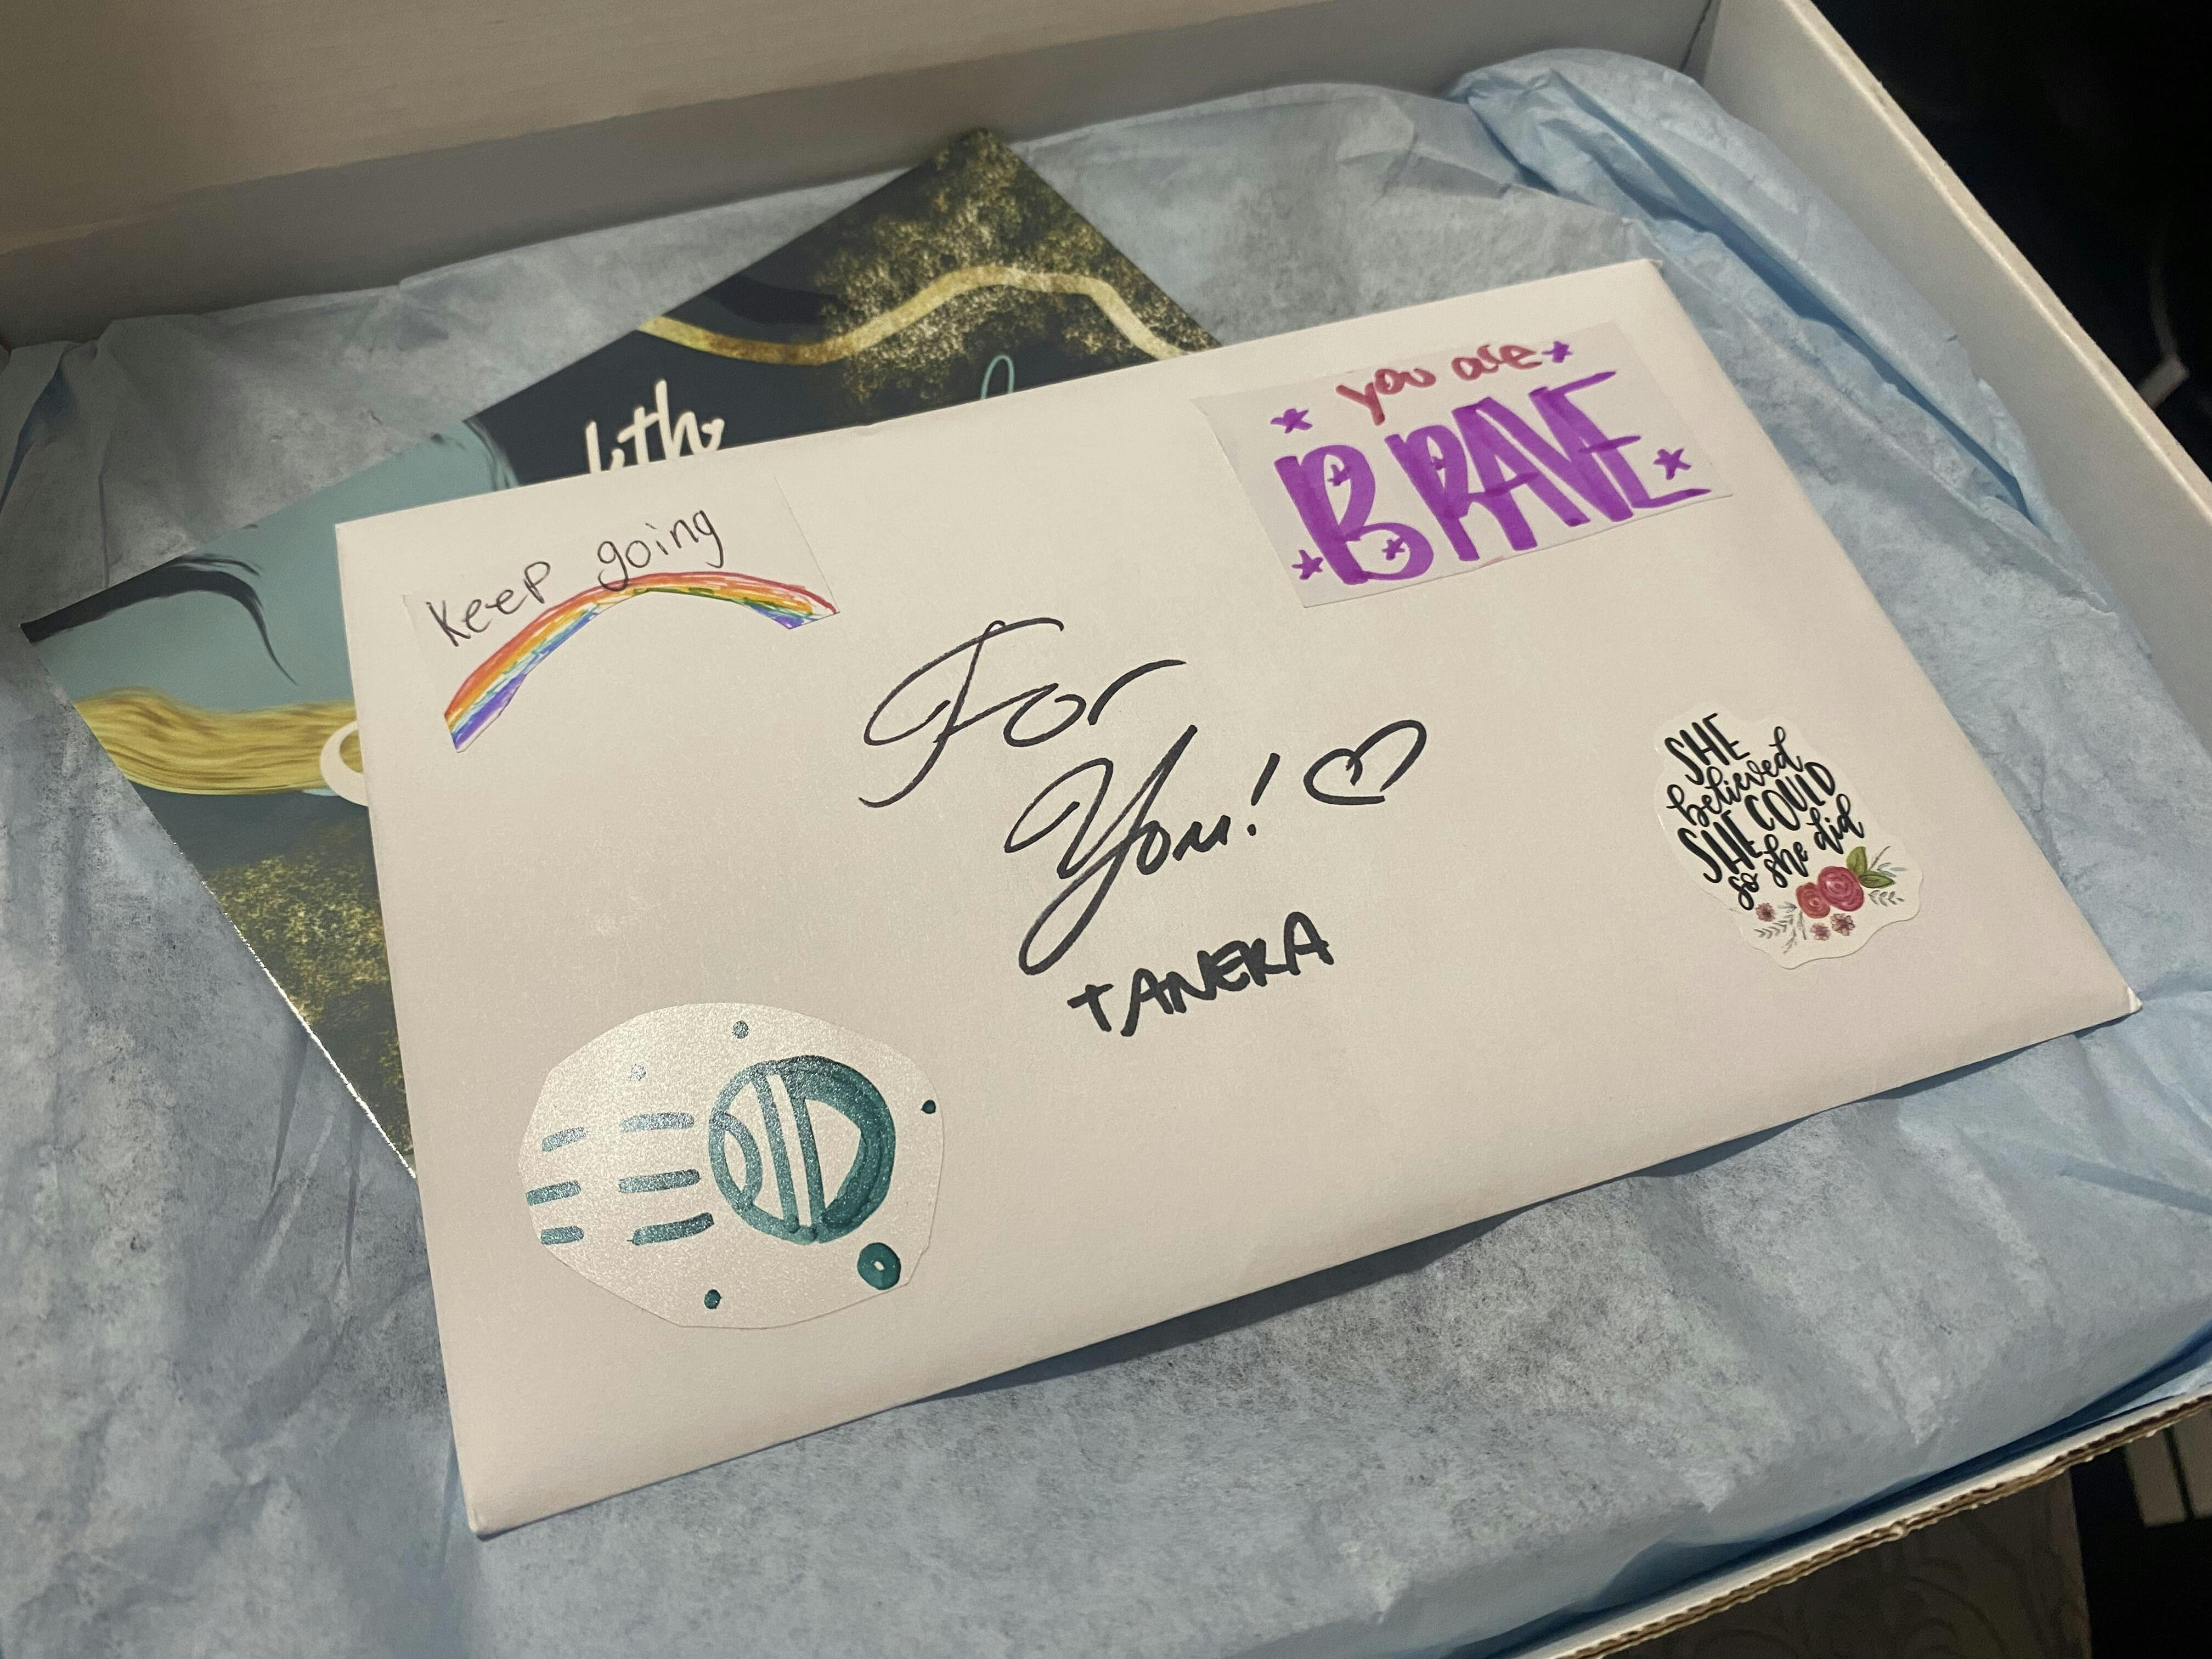 keep going
you are
BRAVE
For
You!
TANEKA
SHE
believed
SHE COULD
so she did